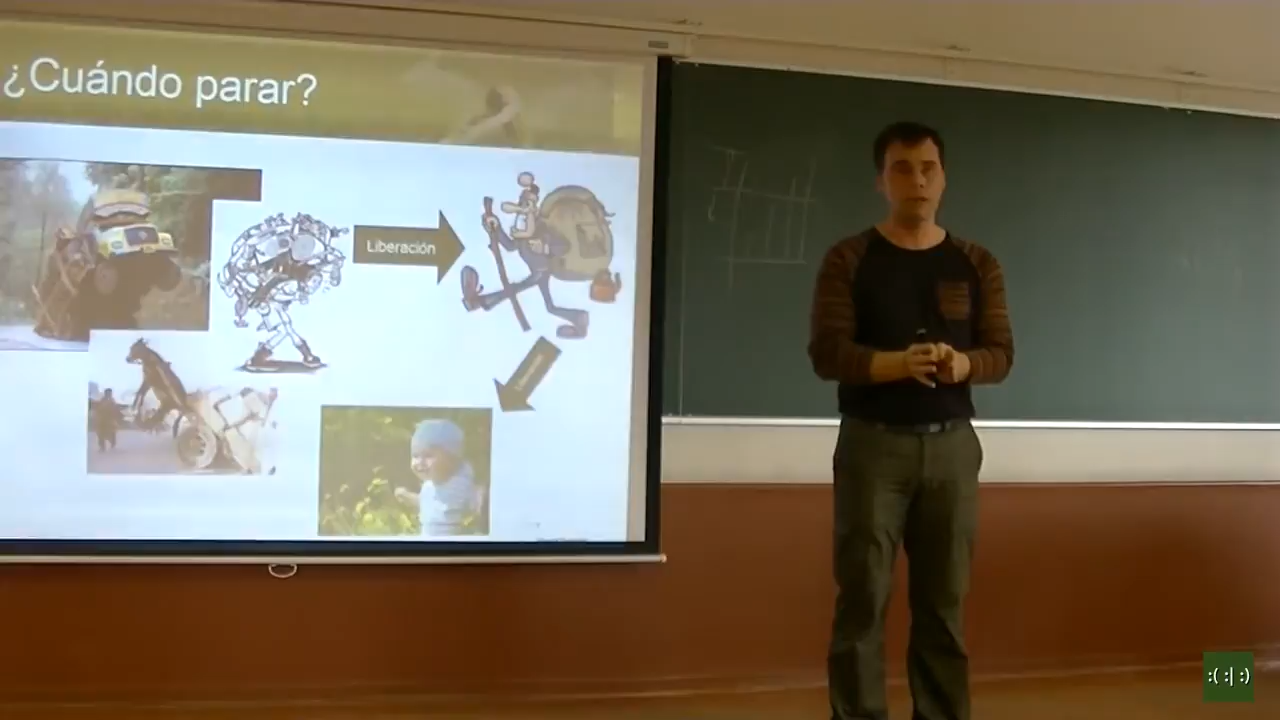 ¿Cuándo parar?
Liberación
:( :| :)